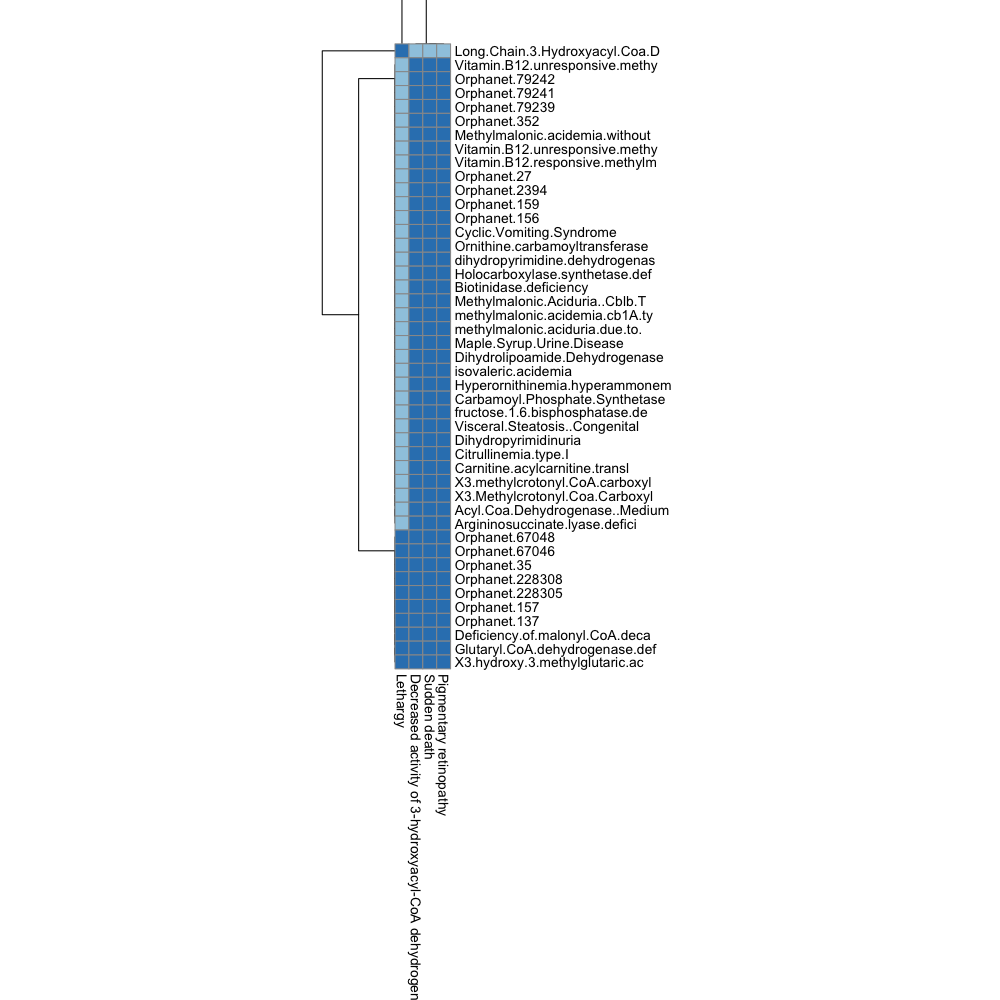 Long.Chain.3.Hydroxyacyl.Coa.D
Vitamin.B12.unresponsive.methy
Orphanet.79242
Orphanet.79241
Orphanet.79239
Orphanet.352
Methylmalonic.acidemia.without
Vitamin.B12.unresponsive.methy
Vitamin.B12.responsive.methylm
Orphanet.27
Orphanet.2394
Orphanet.159
Orphanet.156
Cyclic.Vomiting.Syndrome
Ornithine.carbamoyltransferase
dihydropyrimidine.dehydrogenas
Holocarboxylase.synthetase.def
Biotinidase.deficiency
Methylmalonic.Aciduria..Cblb.T
methylmalonic.acidemia.cb1A.ty
methylmalonic.aciduria.due.to.
Maple.Syrup.Urine.Disease
Dihydrolipoamide.Dehydrogenase
isovaleric.acidemia
Hyperornithinemia.hyperammonem
Carbamoyl.Phosphate.Synthetase
fructose.1.6.bisphosphatase.de
Visceral.Steatosis..Congenital
Dihydropyrimidinuria
Citrullinemia.type.I
Carnitine.acylcarnitine.transl
X3.methylcrotonyl.CoA.carboxyl
X3.Methylcrotonyl.Coa.Carboxyl
Acyl.Coa.Dehydrogenase..Medium
Argininosuccinate.lyase.defici
Orphanet.67048
Orphanet.67046
Orphanet.35
Orphanet.228308
Orphanet.228305
Orphanet.157
Orphanet.137
Deficiency.of.malonyl.CoA.deca
Glutaryl.CoA.dehydrogenase.def
X3.hydroxy.3.methylglutaric.ac
Lethargy
Decreased activity of 3-hydroxyacyl-CoA dehydrogen
Sudden death
Pigmentary retinopathy